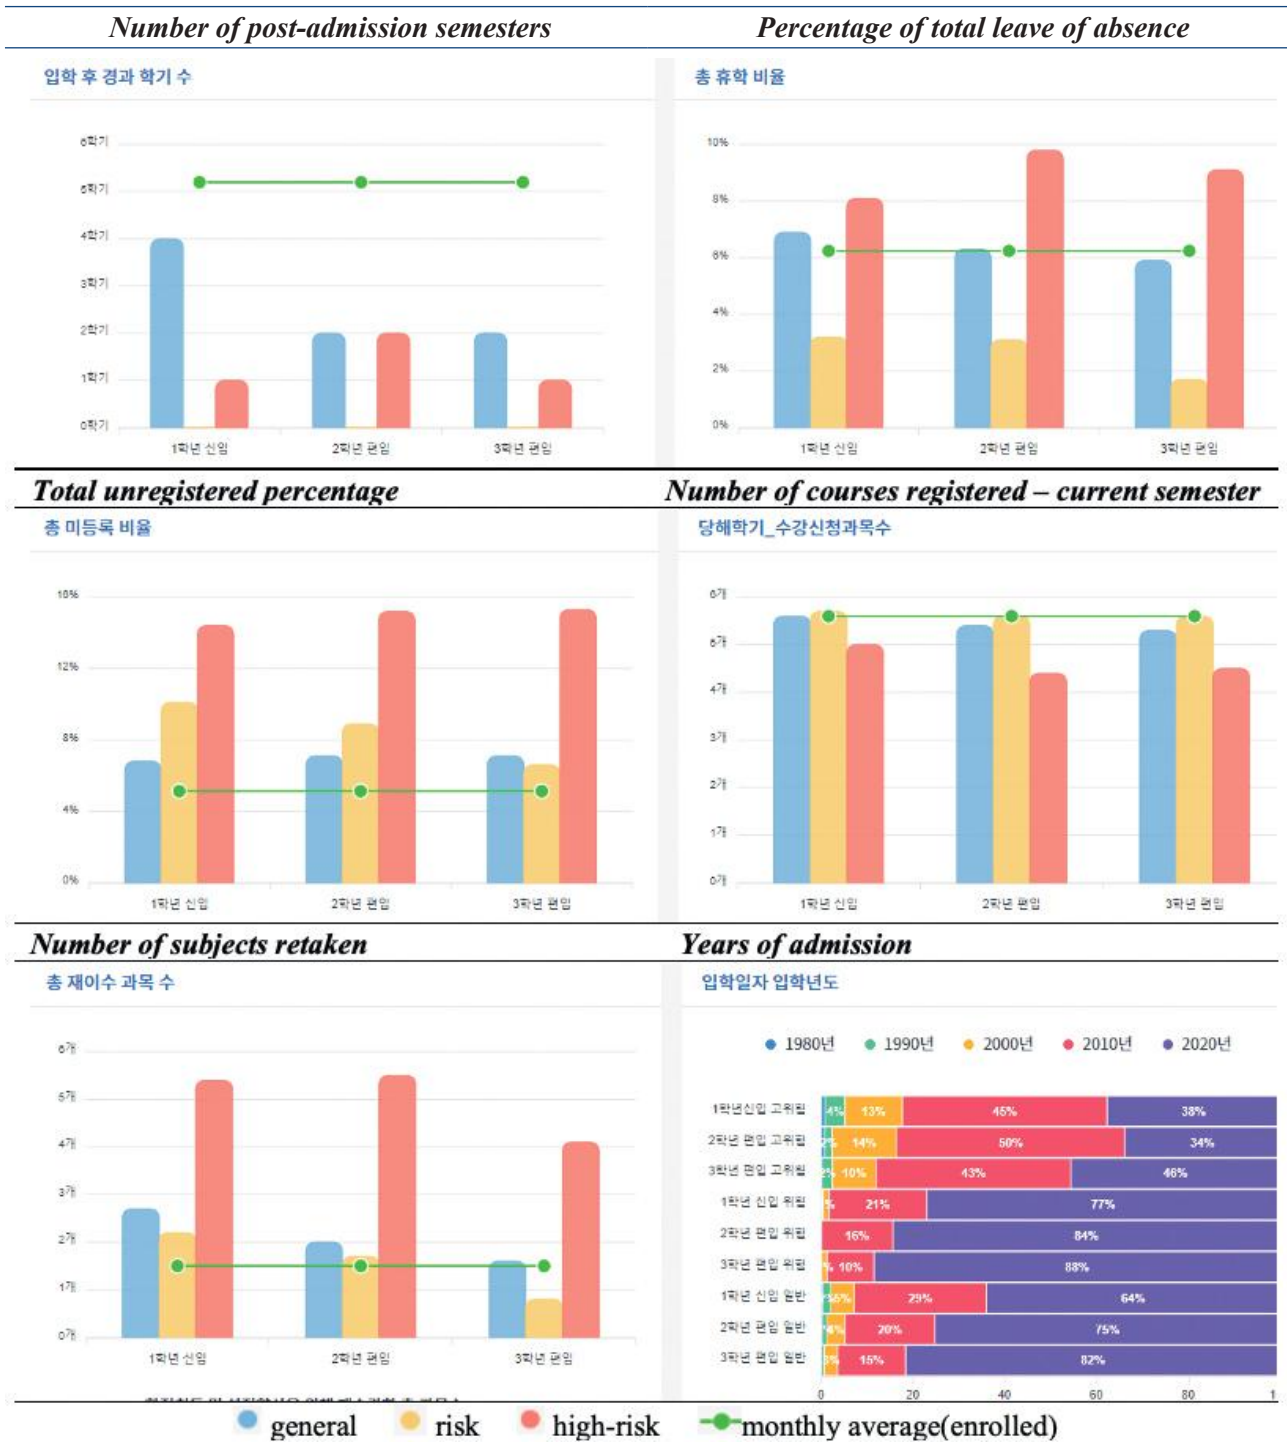 Number of post-admission semesters
Percentage of total leave of absence
입학 후 경과 학기 수
총 휴학 비율
6학기
5학기
4학기
3학기
2학기
1학기
0학기
1학년 신입
2학년 편입
3학년 편입
10%
8%
6%
4%
2%
0%
1학년 신입
2학년 편입
3학년 편입
Total unregistered percentage
Number of courses registered – current semester
총 미등록 비율
당해학기_수강신청과목수
16%
12%
8%
4%
0%
1학년 신입
2학년 편입
3학년 편입
6개
5개
4개
3개
2개
1개
0개
1학년 신입
2학년 편입
3학년 편입
Number of subjects retaken
Years of admission
총 재이수 과목 수
입학일자 입학년도
6개
5개
4개
3개
2개
1개
0개
1학년 신입
2학년 편입
3학년 편입
1980년 1990년 2000년 2010년 2020년
1학년신입 고위험 4% 13% 45% 38%
2학년 편입 고위험 2% 14% 50% 34%
3학년 편입 고위험 2% 10% 43% 46%
1학년 신입 위험 % 21% 77%
2학년 편입 위험 16% 84%
3학년 편입 위험 % 10% 88%
1학년 신입 일반 5% 29% 64%
2학년 편입 일반 4% 20% 75%
3학년 편입 일반 3% 15% 82%
0 20 40 60 80 1
general risk high-risk monthly average(enrolled)